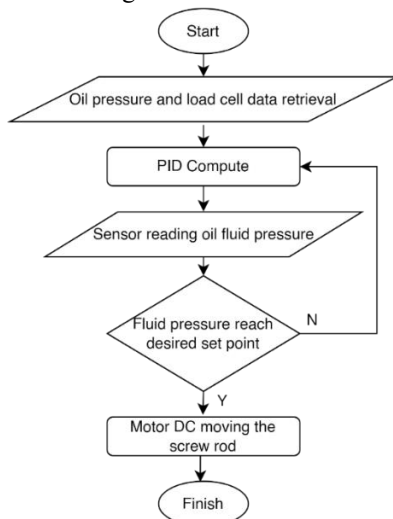 Start
Oil pressure and load cell data retrieval
PID Compute
Sensor reading oil fluid pressure
Fluid pressure reach
desired set point
N
Y
Motor DC moving the
screw rod
Finish